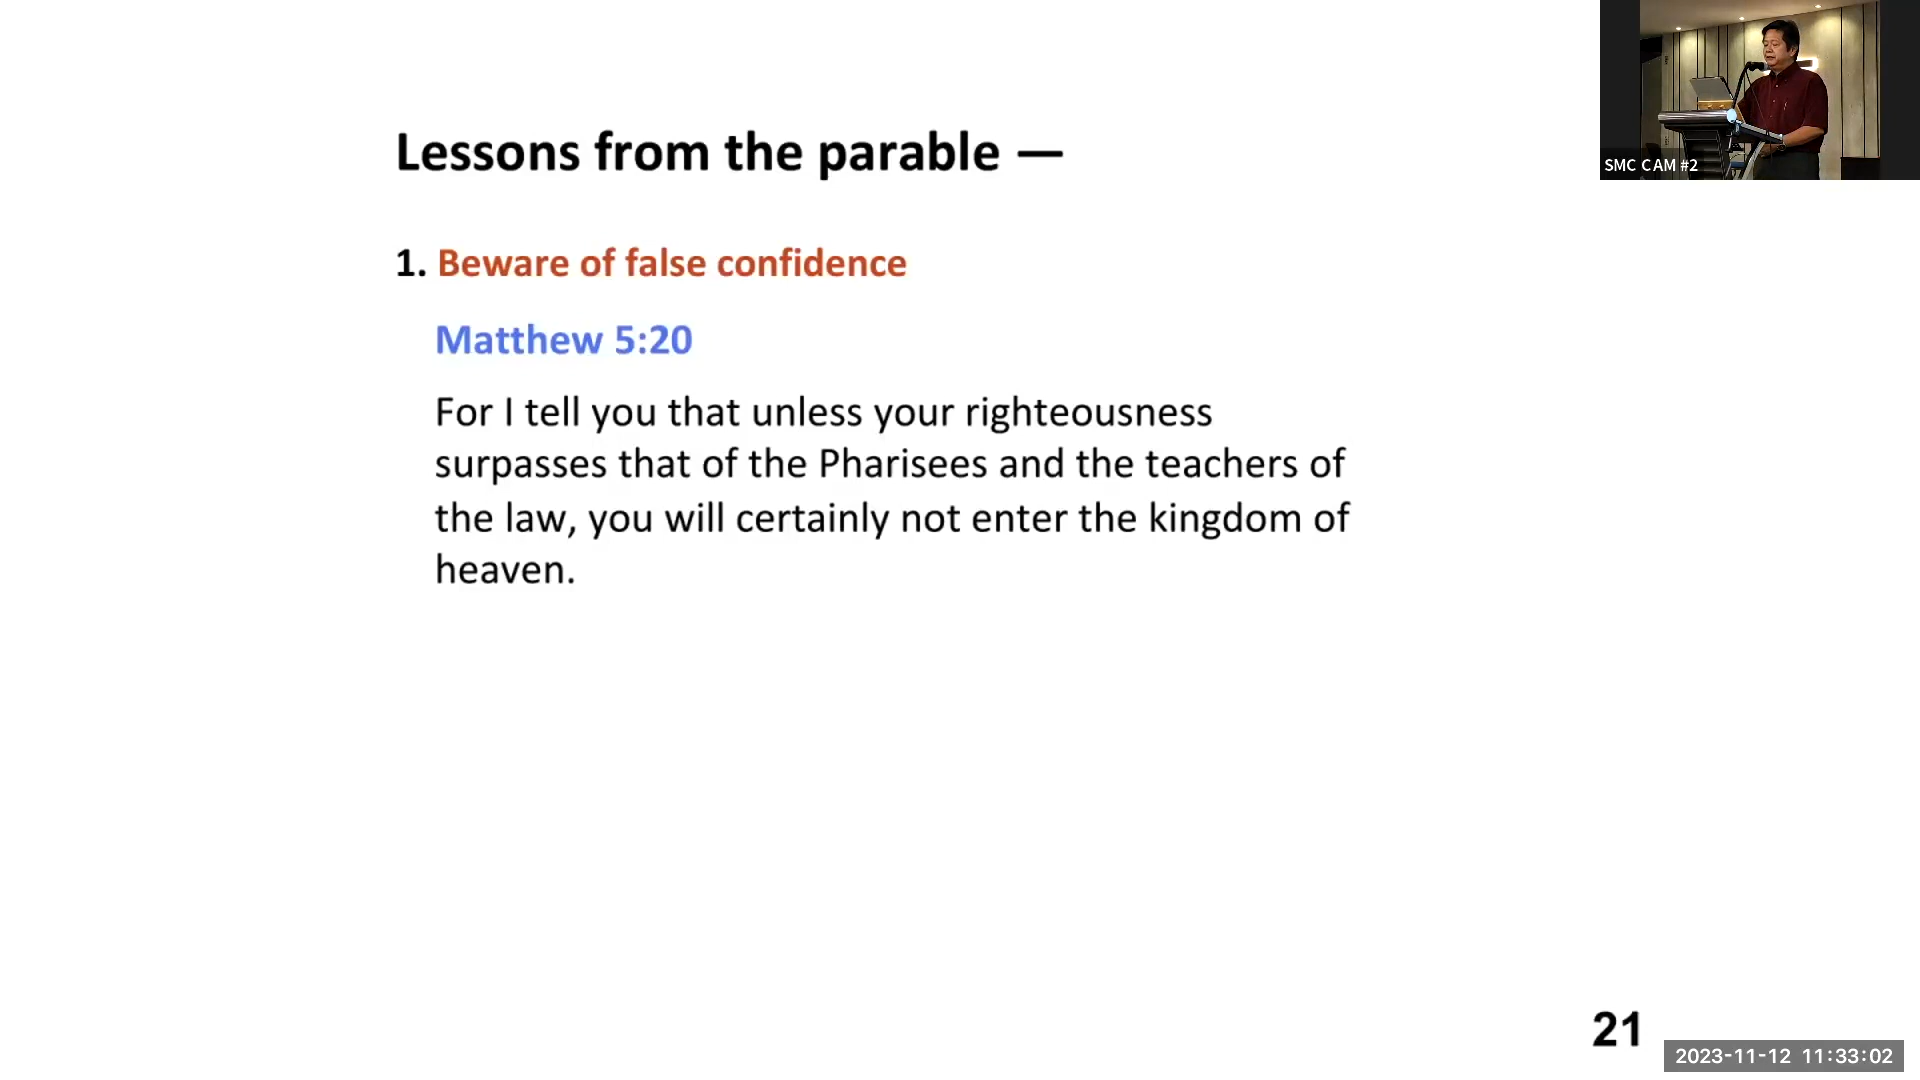 Lessons from the parable —
1. Beware of false confidence
Matthew 5:20
For I tell you that unless your righteousness
surpasses that of the Pharisees and the teachers of
the law, you will certainly not enter the kingdom of
heaven.
SMC CAM #2
21
2023-11-12 11:33:02